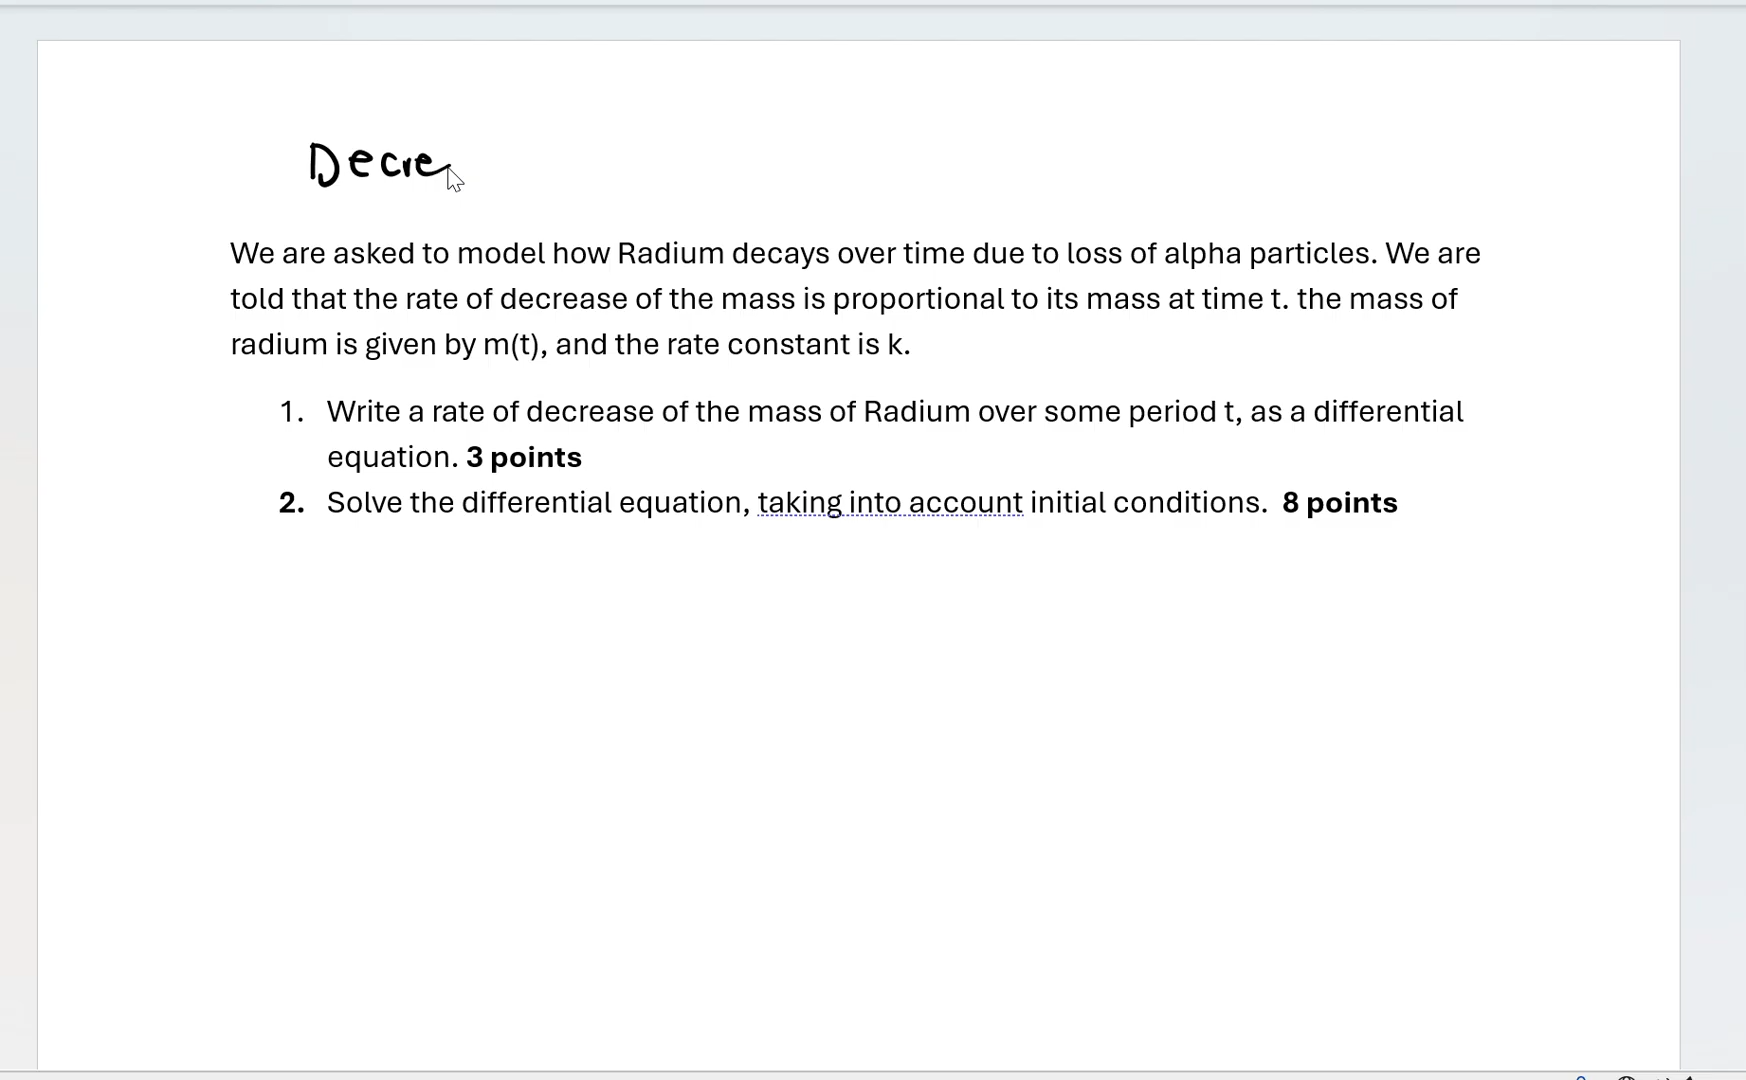 Decre
We are asked to model how Radium decays over time due to loss of alpha particles. We are
told that the rate of decrease of the mass is proportional to its mass at time t. the mass of
radium is given by m(t), and the rate constant is k.
1. Write a rate of decrease of the mass of Radium over some period t, as a differential
equation. 3 points
2. Solve the differential equation, taking into account initial conditions. 8 points